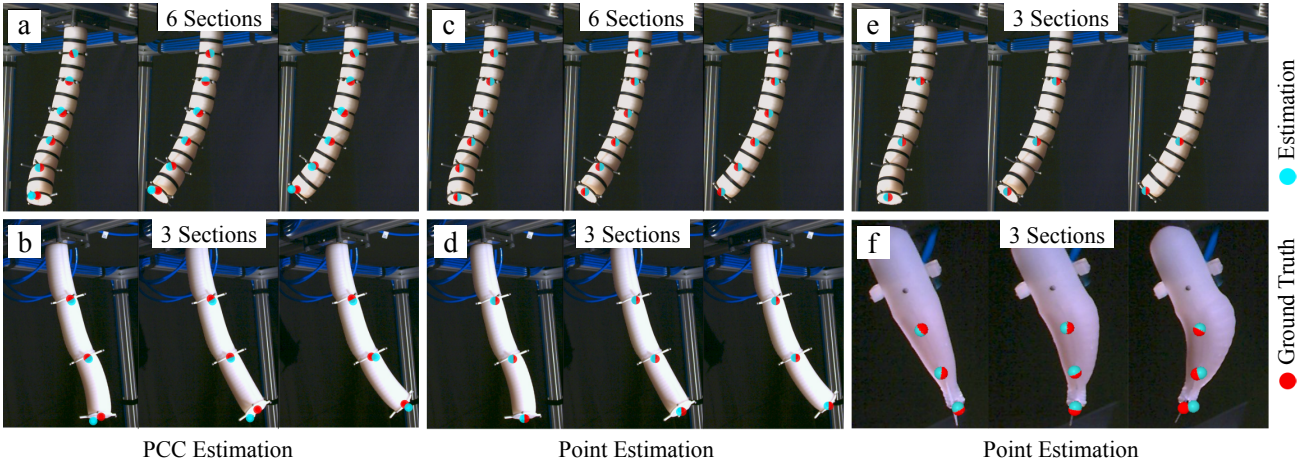 a
6 Sections
c
6 Sections
e
3 Sections
b
3 Sections
d
3 Sections
f
3 Sections
PCC Estimation
Point Estimation
Point Estimation
Estimation
Ground Truth